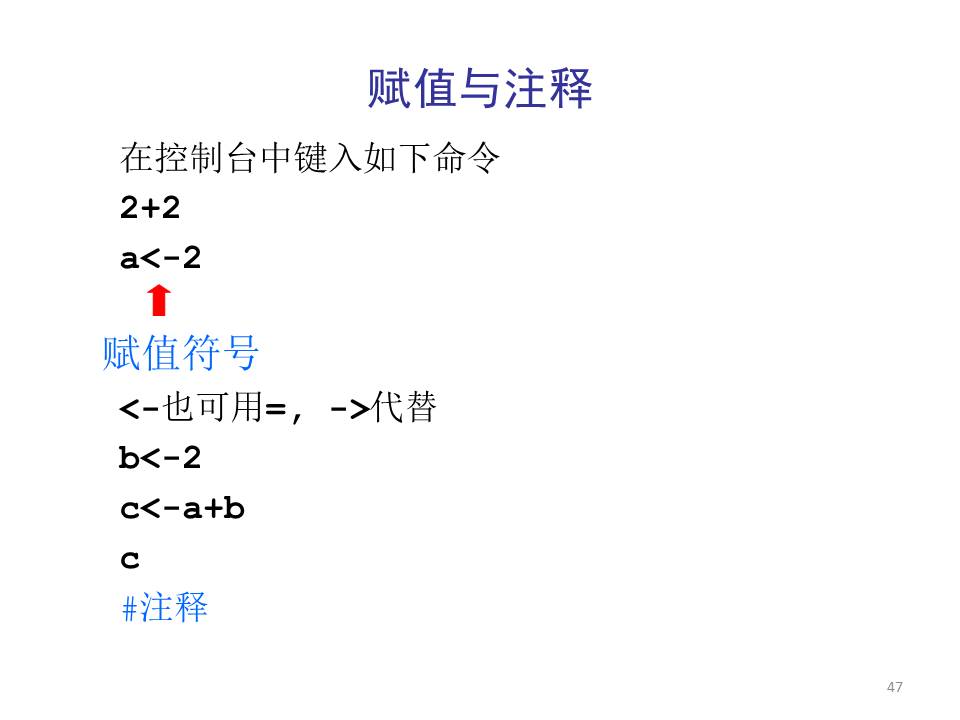 赋值与注释
在控制台中键入如下命令
2+2
a<-2
赋值符号
<-也可用=, ->代替
b<-2
c<-a+b
c
#注释
47